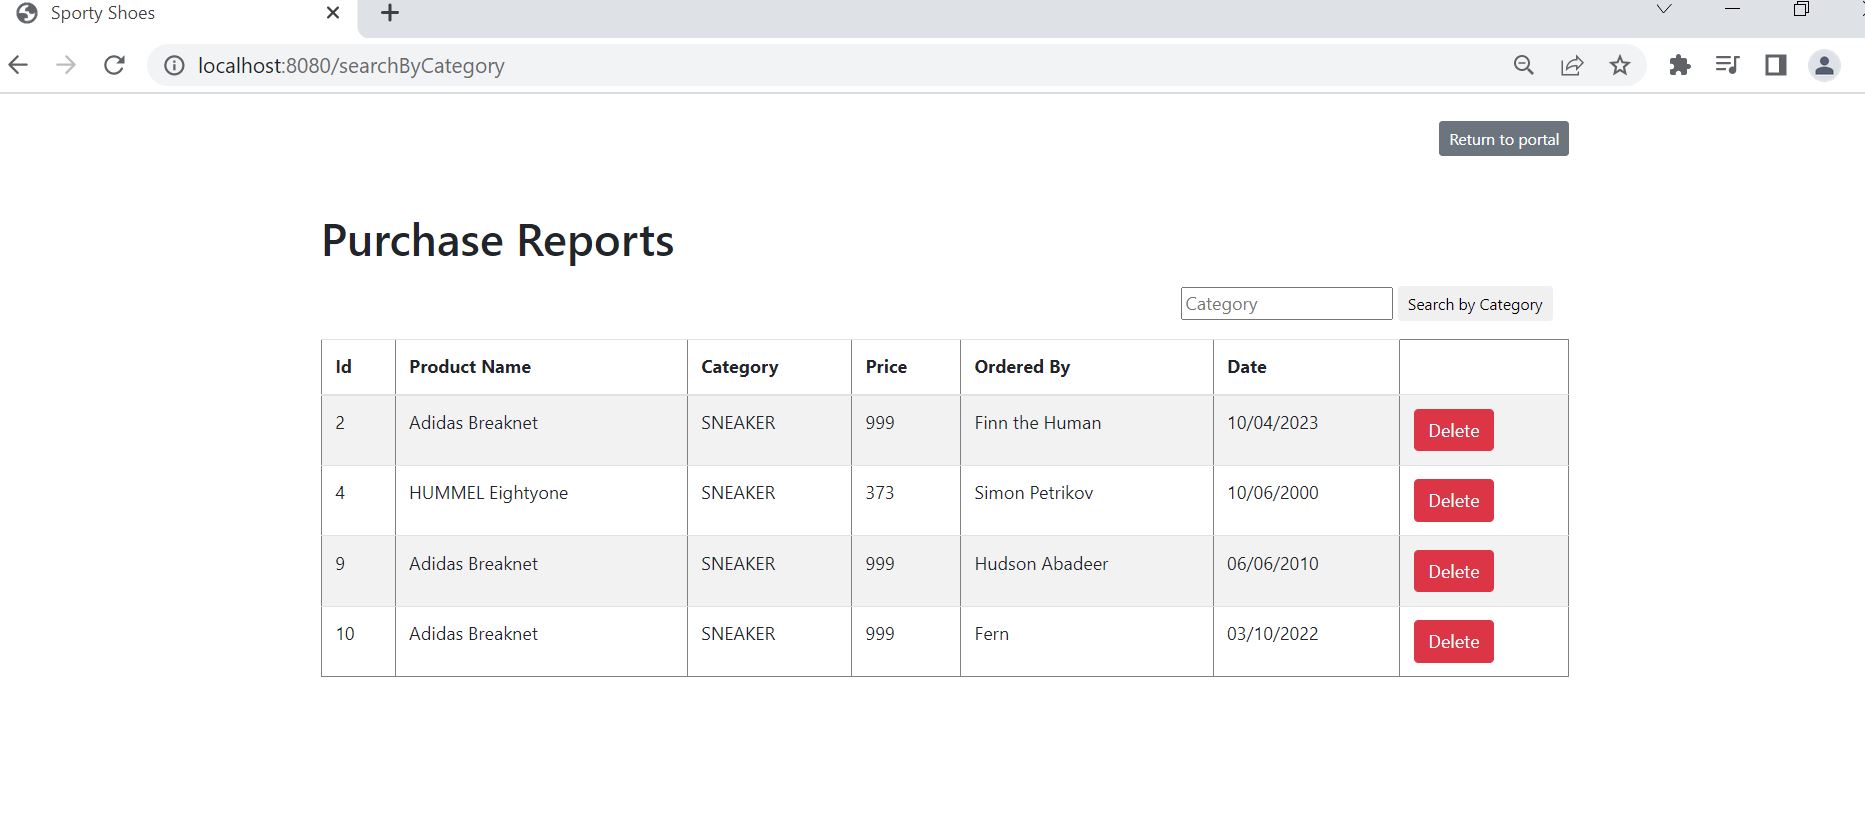 Sporty Shoes
localhost:8080/searchByCategory
Return to portal
Purchase Reports
Category Search by Category
Id Product Name Category Price Ordered By Date
2 Adidas Breaknet SNEAKER 999 Finn the Human 10/04/2023 Delete
4 HUMMEL Eightyone SNEAKER 373 Simon Petrikov 10/06/2000 Delete
9 Adidas Breaknet SNEAKER 999 Hudson Abadeer 06/06/2010 Delete
10 Adidas Breaknet SNEAKER 999 Fern 03/10/2022 Delete